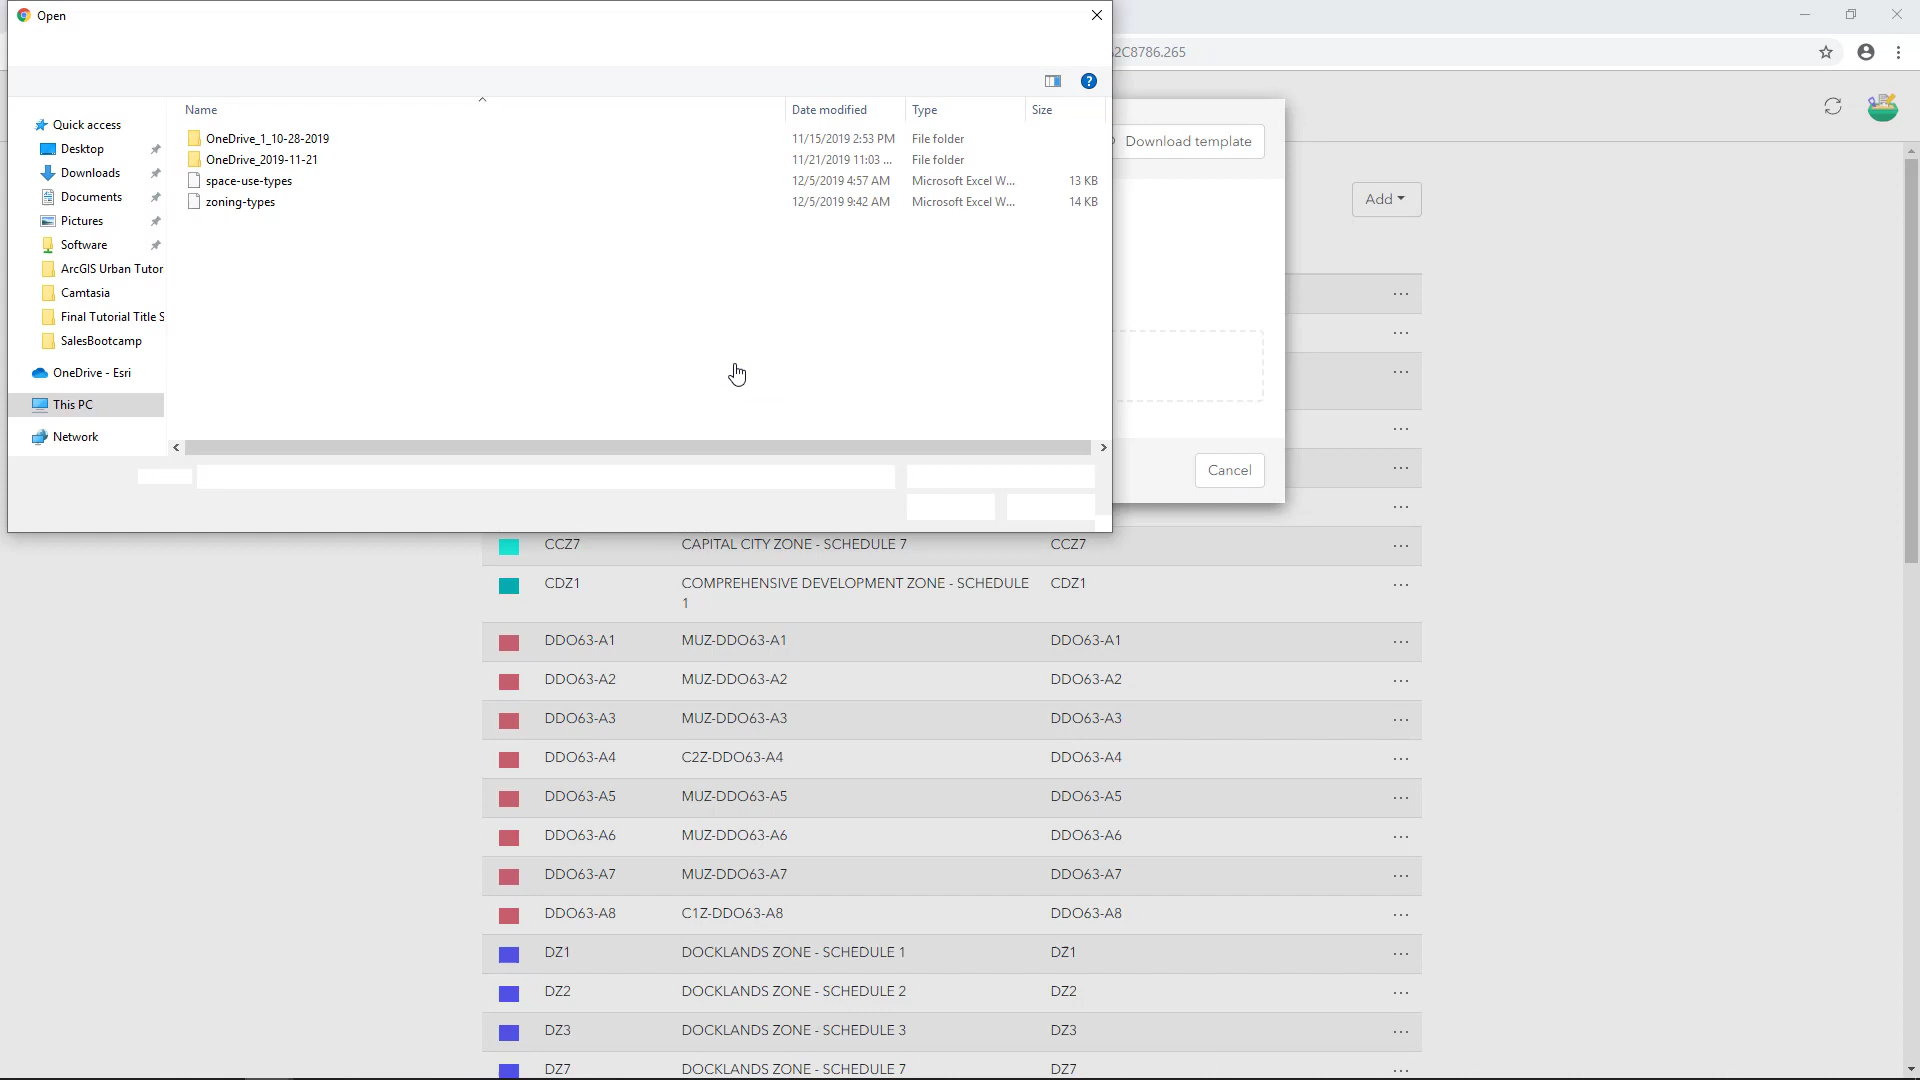 Open
2C8786.265
Name Date modified Type Size
Quick access
Desktop
Downloads
Documents
Pictures
Software
ArcGIS Urban Tutor
Camtasia
Final Tutorial Title S
SalesBootcamp
OneDrive - Esri
This PC
Network
OneDrive_1_10-28-2019 11/15/2019 2:53 PM File folder
OneDrive_2019-11-21 11/21/2019 11:03 ... File folder
space-use-types 12/5/2019 4:57 AM Microsoft Excel W... 13 KB
zoning-types 12/5/2019 9:42 AM Microsoft Excel W... 14 KB
Download template
Add
Cancel
CCZ7 CAPITAL CITY ZONE - SCHEDULE 7 CCZ7
CDZ1 COMPREHENSIVE DEVELOPMENT ZONE - SCHEDULE CDZ1
1
DDO63-A1 MUZ-DDO63-A1 DDO63-A1
DDO63-A2 MUZ-DDO63-A2 DDO63-A2
DDO63-A3 MUZ-DDO63-A3 DDO63-A3
DDO63-A4 C2Z-DDO63-A4 DDO63-A4
DDO63-A5 MUZ-DDO63-A5 DDO63-A5
DDO63-A6 MUZ-DDO63-A6 DDO63-A6
DDO63-A7 MUZ-DDO63-A7 DDO63-A7
DDO63-A8 C1Z-DDO63-A8 DDO63-A8
DZ1 DOCKLANDS ZONE - SCHEDULE 1 DZ1
DZ2 DOCKLANDS ZONE - SCHEDULE 2 DZ2
DZ3 DOCKLANDS ZONE - SCHEDULE 3 DZ3
DZ7 DOCKLANDS ZONE - SCHEDULE 7 DZ7